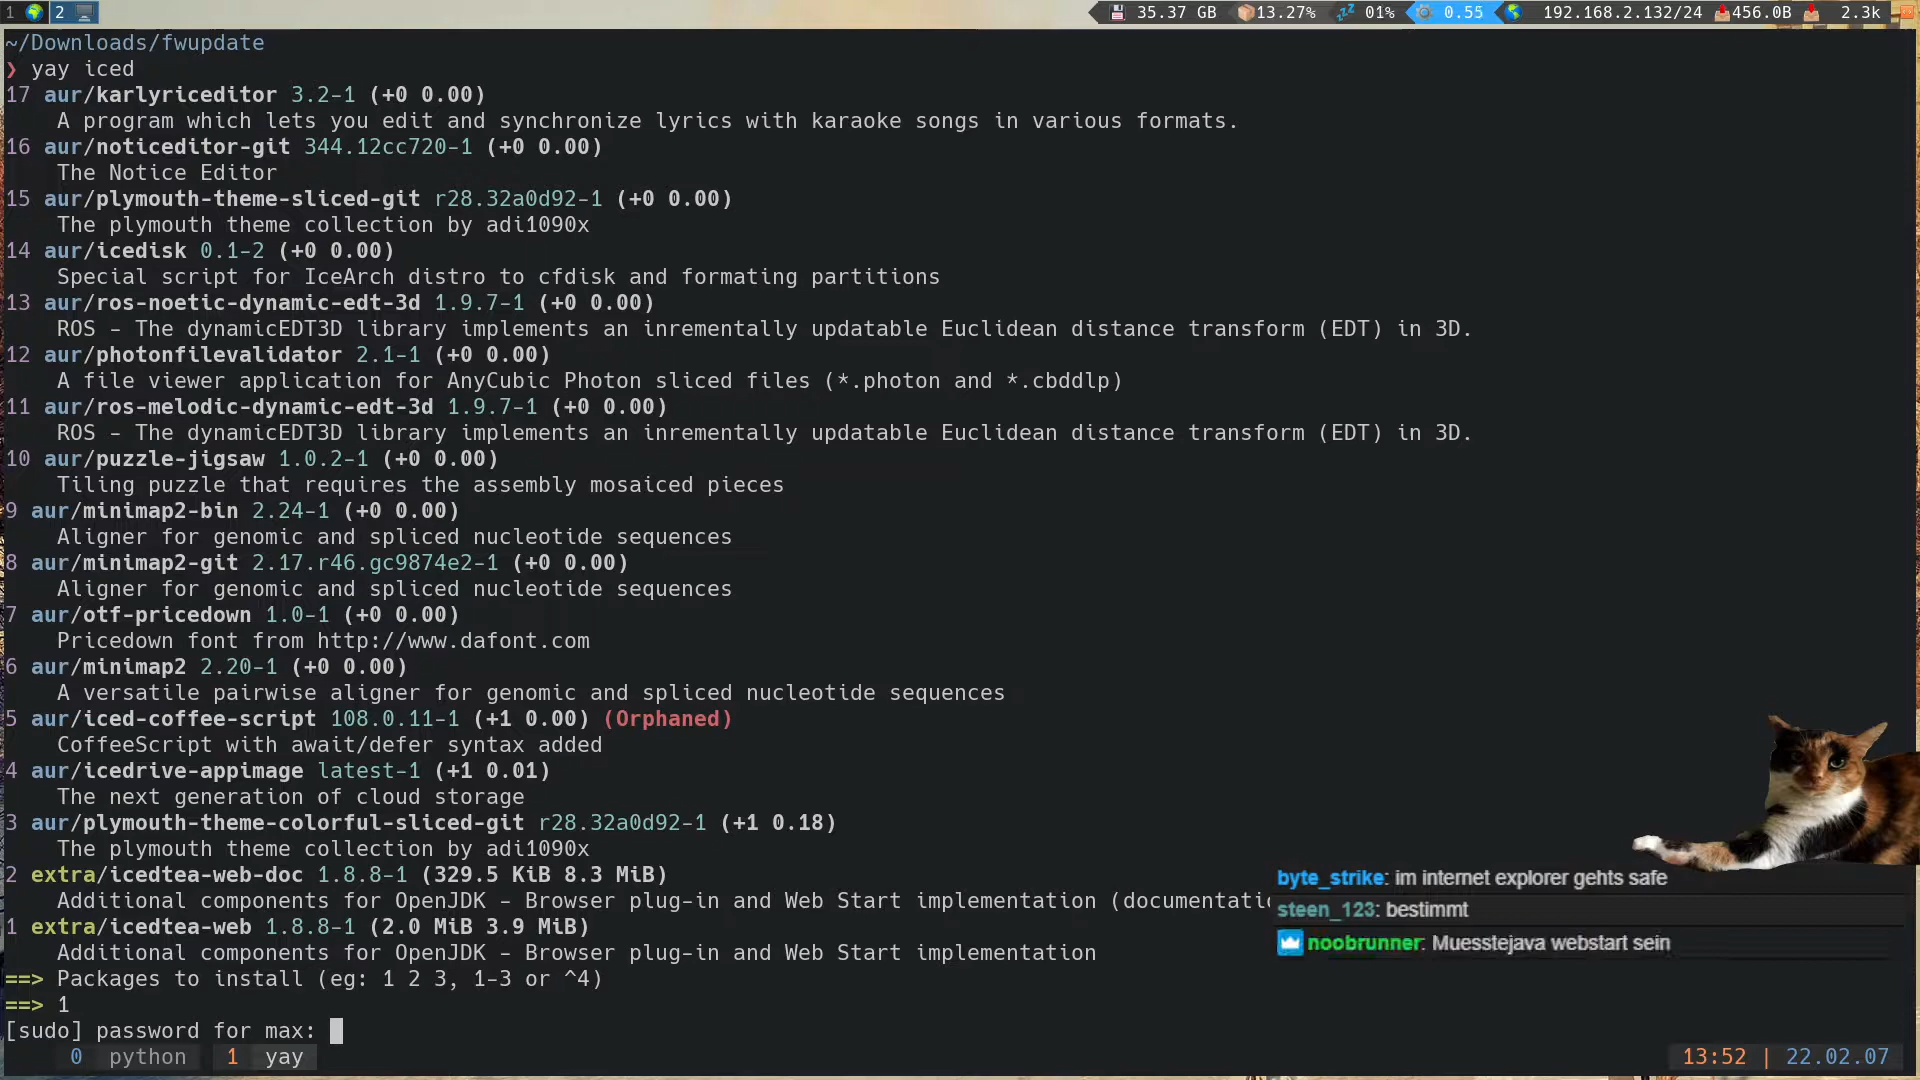 1 2 35.37 GB 13.27% 01% 0.55 192.168.2.132/24 456.0B 2.3k
~/Downloads/fwupdate
❯ yay iced
17 aur/karlyriceditor 3.2-1 (+0 0.00)
A program which lets you edit and synchronize lyrics with karaoke songs in various formats.
16 aur/noticeditor-git 344.12cc720-1 (+0 0.00)
The Notice Editor
15 aur/plymouth-theme-sliced-git r28.32a0d92-1 (+0 0.00)
The plymouth theme collection by adi1090x
14 aur/icedisk 0.1-2 (+0 0.00)
Special script for IceArch distro to cfdisk and formating partitions
13 aur/ros-noetic-dynamic-edt-3d 1.9.7-1 (+0 0.00)
ROS - The dynamicEDT3D library implements an inrementally updatable Euclidean distance transform (EDT) in 3D.
12 aur/photonfilevalidator 2.1-1 (+0 0.00)
A file viewer application for AnyCubic Photon sliced files (*.photon and *.cbddlp)
11 aur/ros-melodic-dynamic-edt-3d 1.9.7-1 (+0 0.00)
ROS - The dynamicEDT3D library implements an inrementally updatable Euclidean distance transform (EDT) in 3D.
10 aur/puzzle-jigsaw 1.0.2-1 (+0 0.00)
Tiling puzzle that requires the assembly mosaiced pieces
9 aur/minimap2-bin 2.24-1 (+0 0.00)
Aligner for genomic and spliced nucleotide sequences
8 aur/minimap2-git 2.17.r46.gc9874e2-1 (+0 0.00)
Aligner for genomic and spliced nucleotide sequences
7 aur/otf-pricedown 1.0-1 (+0 0.00)
Pricedown font from http://www.dafont.com
6 aur/minimap2 2.20-1 (+0 0.00)
A versatile pairwise aligner for genomic and spliced nucleotide sequences
5 aur/iced-coffee-script 108.0.11-1 (+1 0.00) (Orphaned)
CoffeeScript with await/defer syntax added
4 aur/icedrive-appimage latest-1 (+1 0.01)
The next generation of cloud storage
3 aur/plymouth-theme-colorful-sliced-git r28.32a0d92-1 (+1 0.18)
The plymouth theme collection by adi1090x
2 extra/icedtea-web-doc 1.8.8-1 (329.5 KiB 8.3 MiB)
Additional components for OpenJDK - Browser plug-in and Web Start implementation (documentatio
1 extra/icedtea-web 1.8.8-1 (2.0 MiB 3.9 MiB)
Additional components for OpenJDK - Browser plug-in and Web Start implementation
==> Packages to install (eg: 1 2 3, 1-3 or ^4)
==> 1
[sudo] password for max:
byte_strike: im internet explorer gehts safe
steen_123: bestimmt
noobrunner: Muesstejava webstart sein
0 python 1 yay 13:52 | 22.02.07